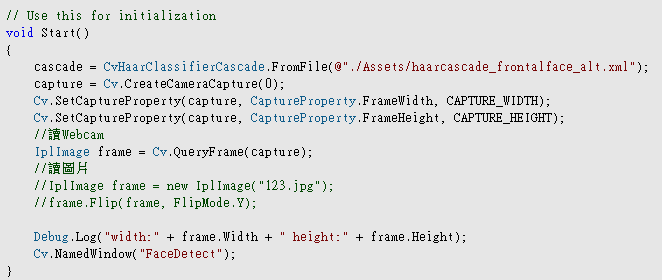 // Use this for initialization
void Start()
{
cascade = CvHaarClassifierCascade.FromFile(@"./Assets/haarcascade_frontalface_alt.xml");
capture = Cv.CreateCameraCapture(0);
Cv.SetCaptureProperty(capture, CaptureProperty.FrameWidth, CAPTURE_WIDTH);
Cv.SetCaptureProperty(capture, CaptureProperty.FrameHeight, CAPTURE_HEIGHT);
//讀Webcam
IplImage frame = Cv.QueryFrame(capture);
//讀圖片
//IplImage frame = new IplImage("123.jpg");
//frame.Flip(frame, FlipMode.Y);
Debug.Log("width:" + frame.Width + " height:" + frame.Height);
Cv.NamedWindow("FaceDetect");
}